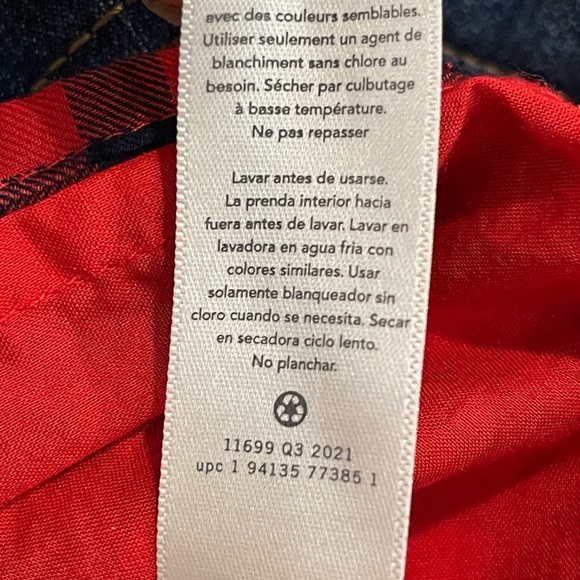 avec des couleurs semblables.
Utiliser seulement un agent de
blanchiment sans chlore au
besoin. Sécher par culbutage
à basse température.
Ne pas repasser
Lavar antes de usarse.
La prenda interior hacia
fuera antes de lavar. Lavar en
lavadora en agua fria con
colores similares. Usar
solamente blanqueador sin
cloro cuando se necesita. Secar
en secadora ciclo lento.
No planchar.
11699 Q3 2021
upc 1 94135 77385 1